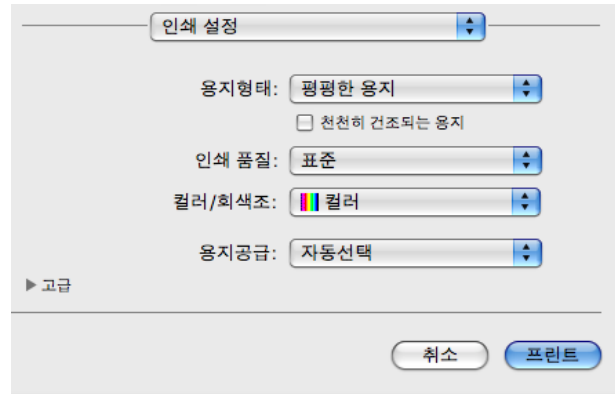 인쇄 설정
용지형태: 평평한 용지
천천히 건조되는 용지
인쇄 품질: 표준
컬러/회색조: 컬러
용지공급: 자동선택
고급
취소 프린트